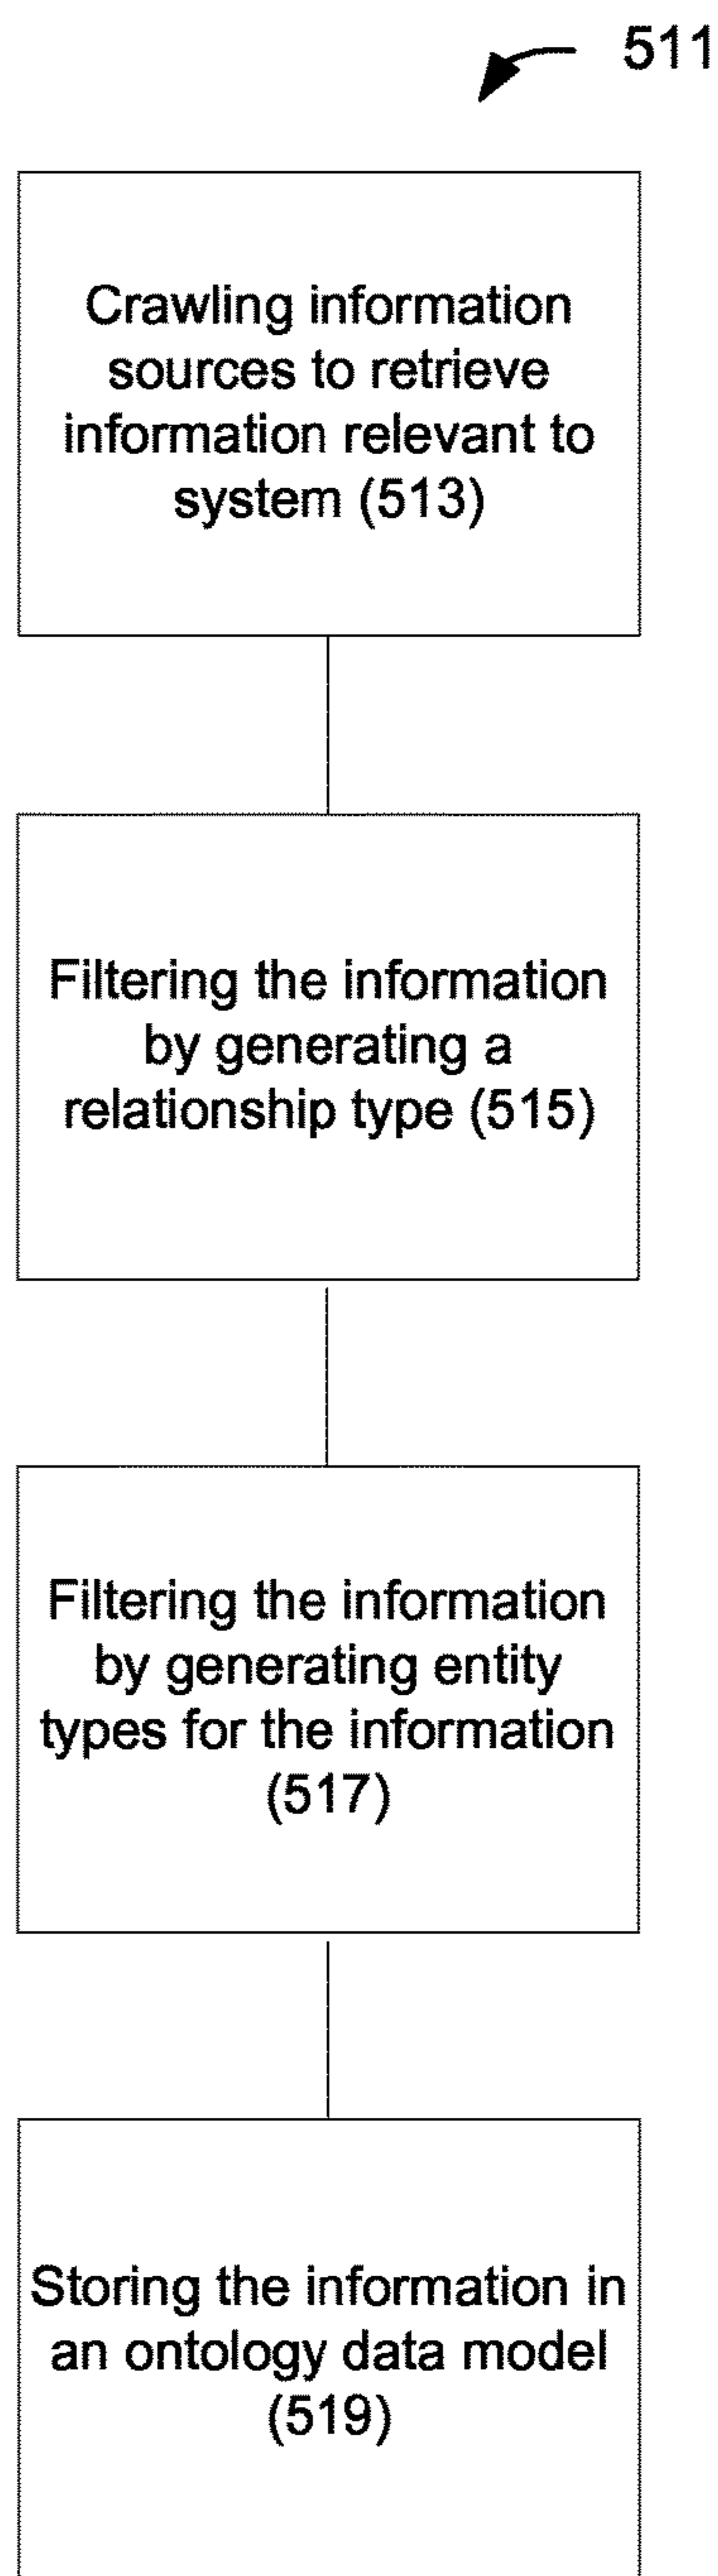 511
Crawling information
sources to retrieve
information relevant to
system (513)
Filtering the information
by generating a
relationship type (515)
Filtering the information
by generating entity
types for the information
(517)
Storing the information in
an ontology data model
(519)